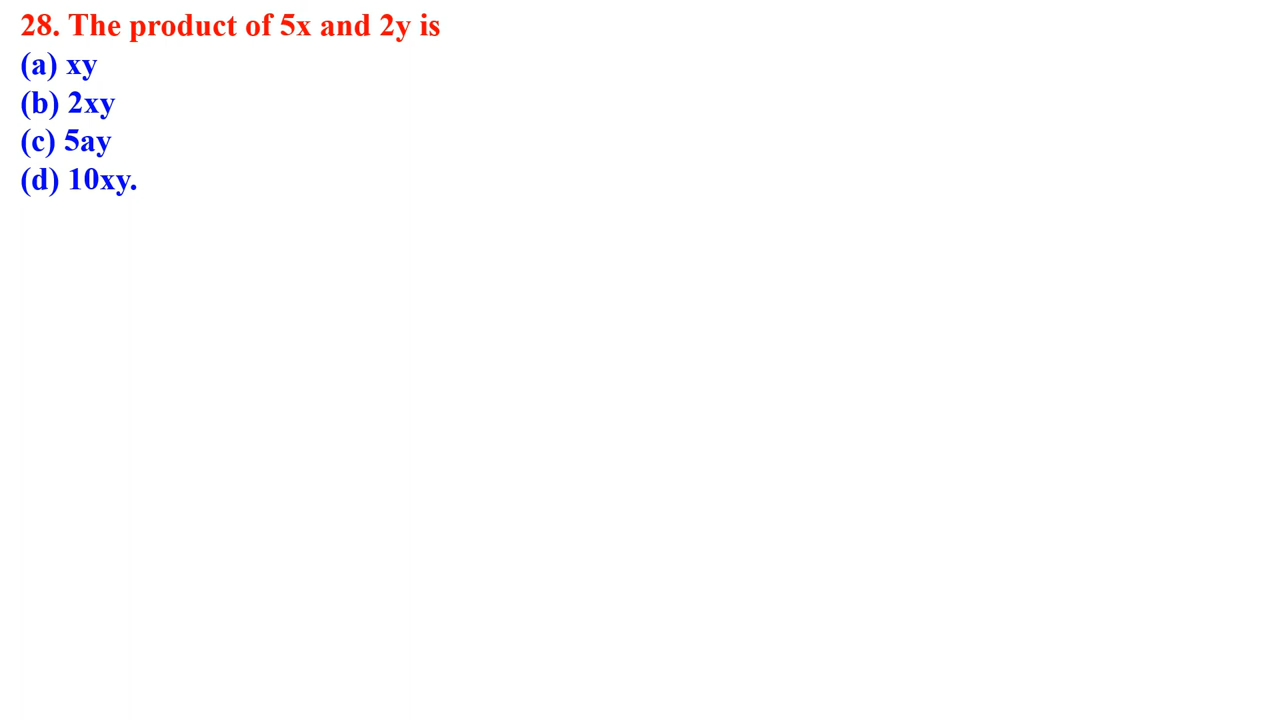 28. The product of 5x and 2y is
(a) xy
(b) 2xy
(c) 5ay
(d) 10xy.